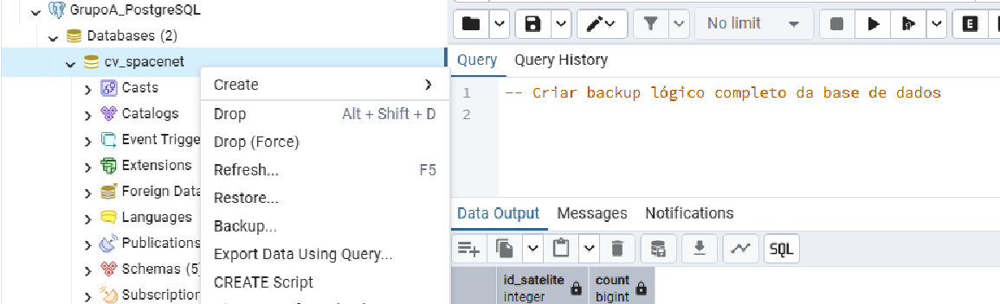 GrupoA_PostgreSQL
Databases (2)
cv_spacenet
Casts
Catalogs
Event Trigge
Extensions
Foreign Data
Languages
Publications
Schemas (5)
Subscription
Create
Drop Alt + Shift + D
Drop (Force)
Refresh... F5
Restore...
Backup...
Export Data Using Query...
CREATE Script
No limit
E
Query Query History
1 -- Criar backup lógico completo da base de dados
2
Data Output Messages Notifications
SQL
id_satelite count
integer bigint